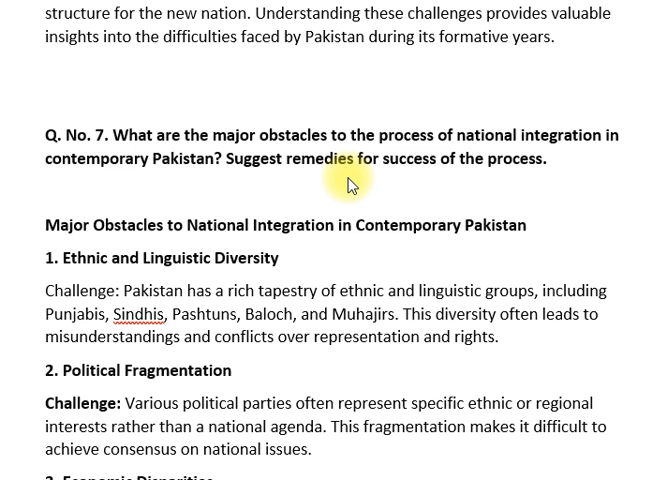 structure for the new nation. Understanding these challenges provides valuable
insights into the difficulties faced by Pakistan during its formative years.
Q. No. 7. What are the major obstacles to the process of national integration in
contemporary Pakistan? Suggest remedies for success of the process.
Major Obstacles to National Integration in Contemporary Pakistan
1. Ethnic and Linguistic Diversity
Challenge: Pakistan has a rich tapestry of ethnic and linguistic groups, including
Punjabis, Sindhis, Pashtuns, Baloch, and Muhajirs. This diversity often leads to
misunderstandings and conflicts over representation and rights.
2. Political Fragmentation
Challenge: Various political parties often represent specific ethnic or regional
interests rather than a national agenda. This fragmentation makes it difficult to
achieve consensus on national issues.
3. Economic Disparities